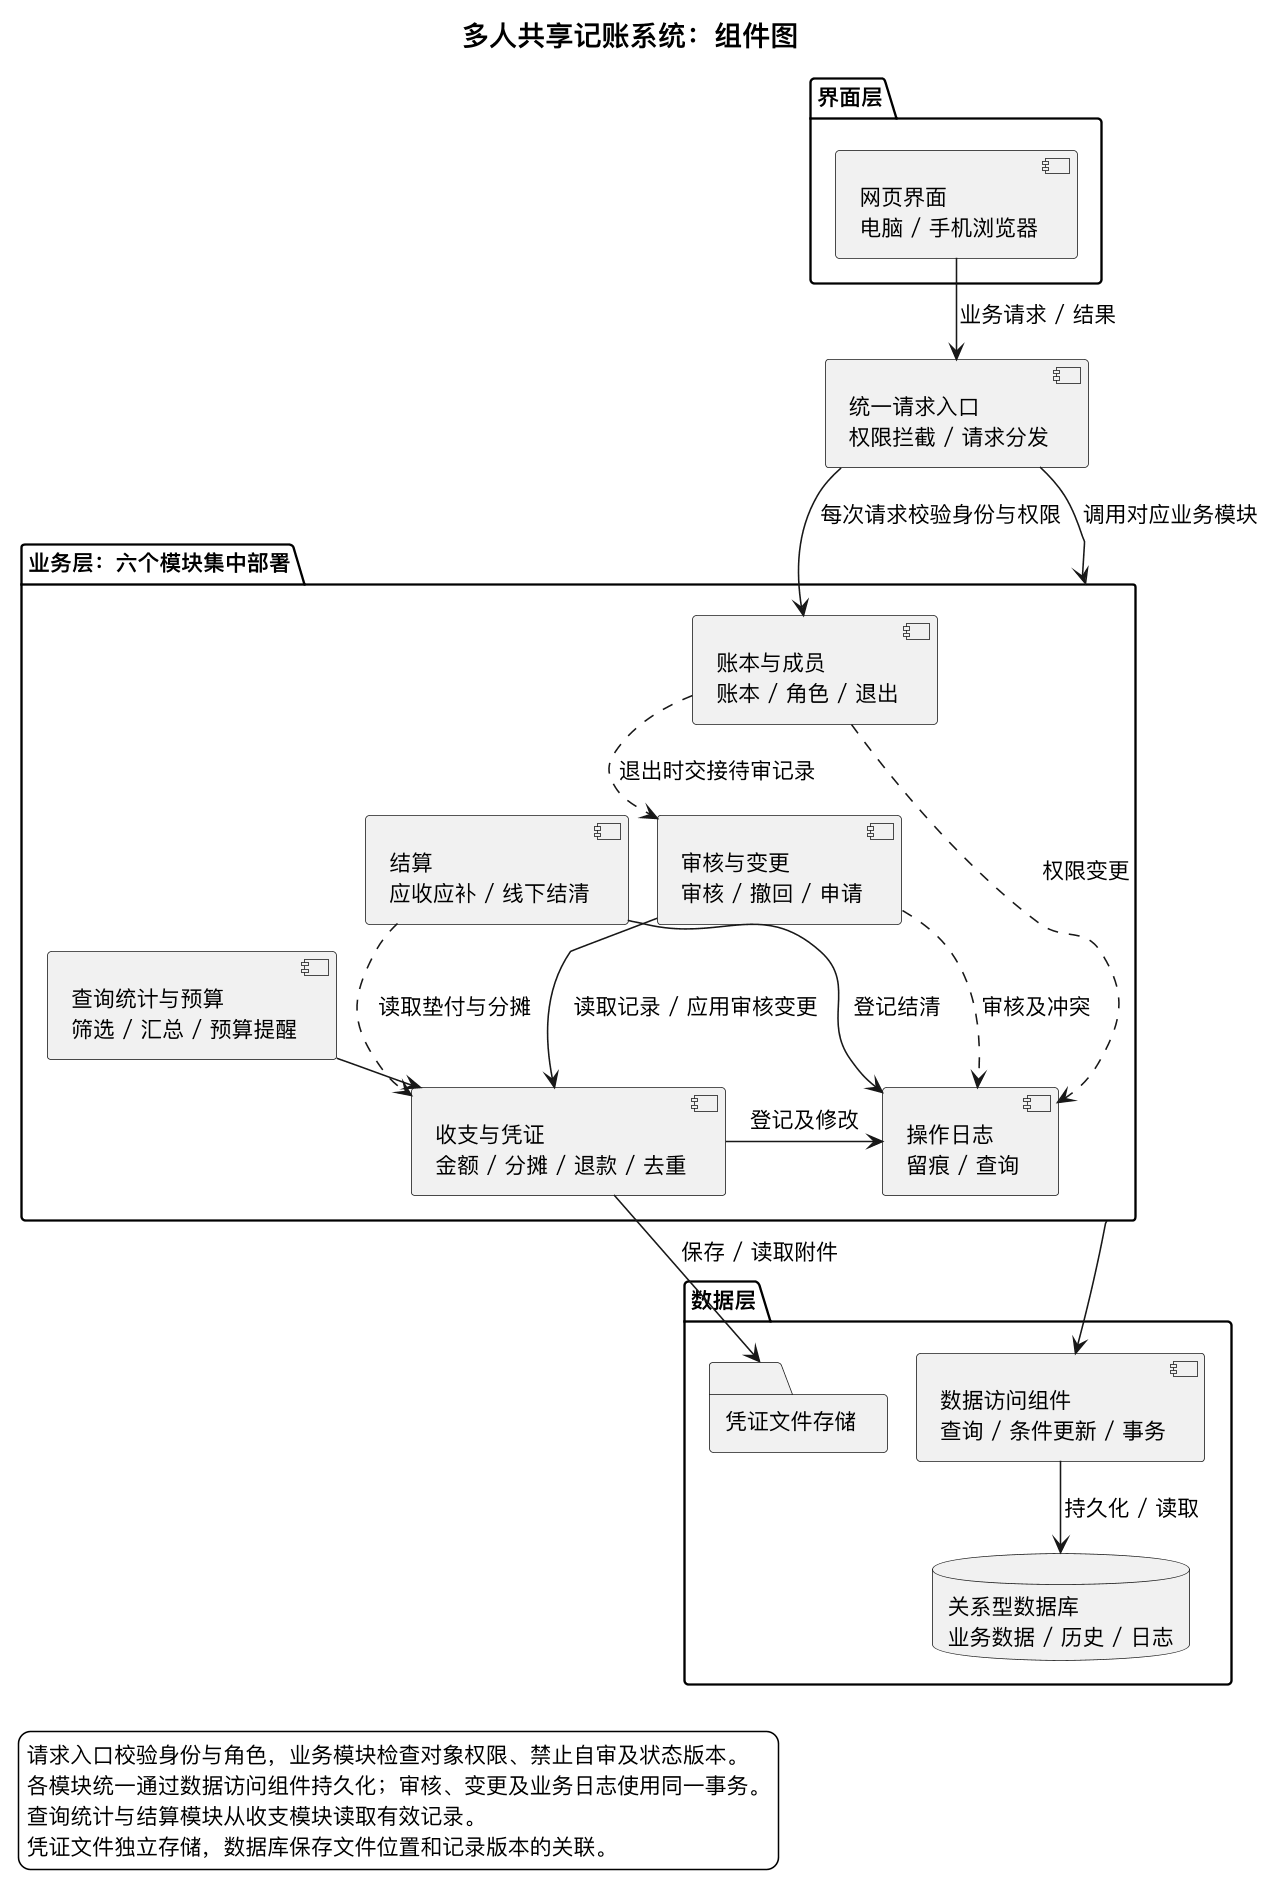 多人共享记账系统：组件图
界面层
网页界面
电脑 / 手机浏览器
业务请求 / 结果
统一请求入口
权限拦截 / 请求分发
每次请求校验身份与权限
调用对应业务模块
业务层：六个模块集中部署
账本与成员
账本 / 角色 / 退出
退出时交接待审记录
权限变更
结算
应收应补 / 线下结清
审核与变更
审核 / 撤回 / 申请
查询统计与预算
筛选 / 汇总 / 预算提醒
读取垫付与分摊
读取记录 / 应用审核变更
登记结清
审核及冲突
收支与凭证
金额 / 分摊 / 退款 / 去重
登记及修改
操作日志
留痕 / 查询
保存 / 读取附件
数据层
凭证文件存储
数据访问组件
查询 / 条件更新 / 事务
持久化 / 读取
关系型数据库
业务数据 / 历史 / 日志
请求入口校验身份与角色，业务模块检查对象权限、禁止自审及状态版本。
各模块统一通过数据访问组件持久化；审核、变更及业务日志使用同一事务。
查询统计与结算模块从收支模块读取有效记录。
凭证文件独立存储，数据库保存文件位置和记录版本的关联。